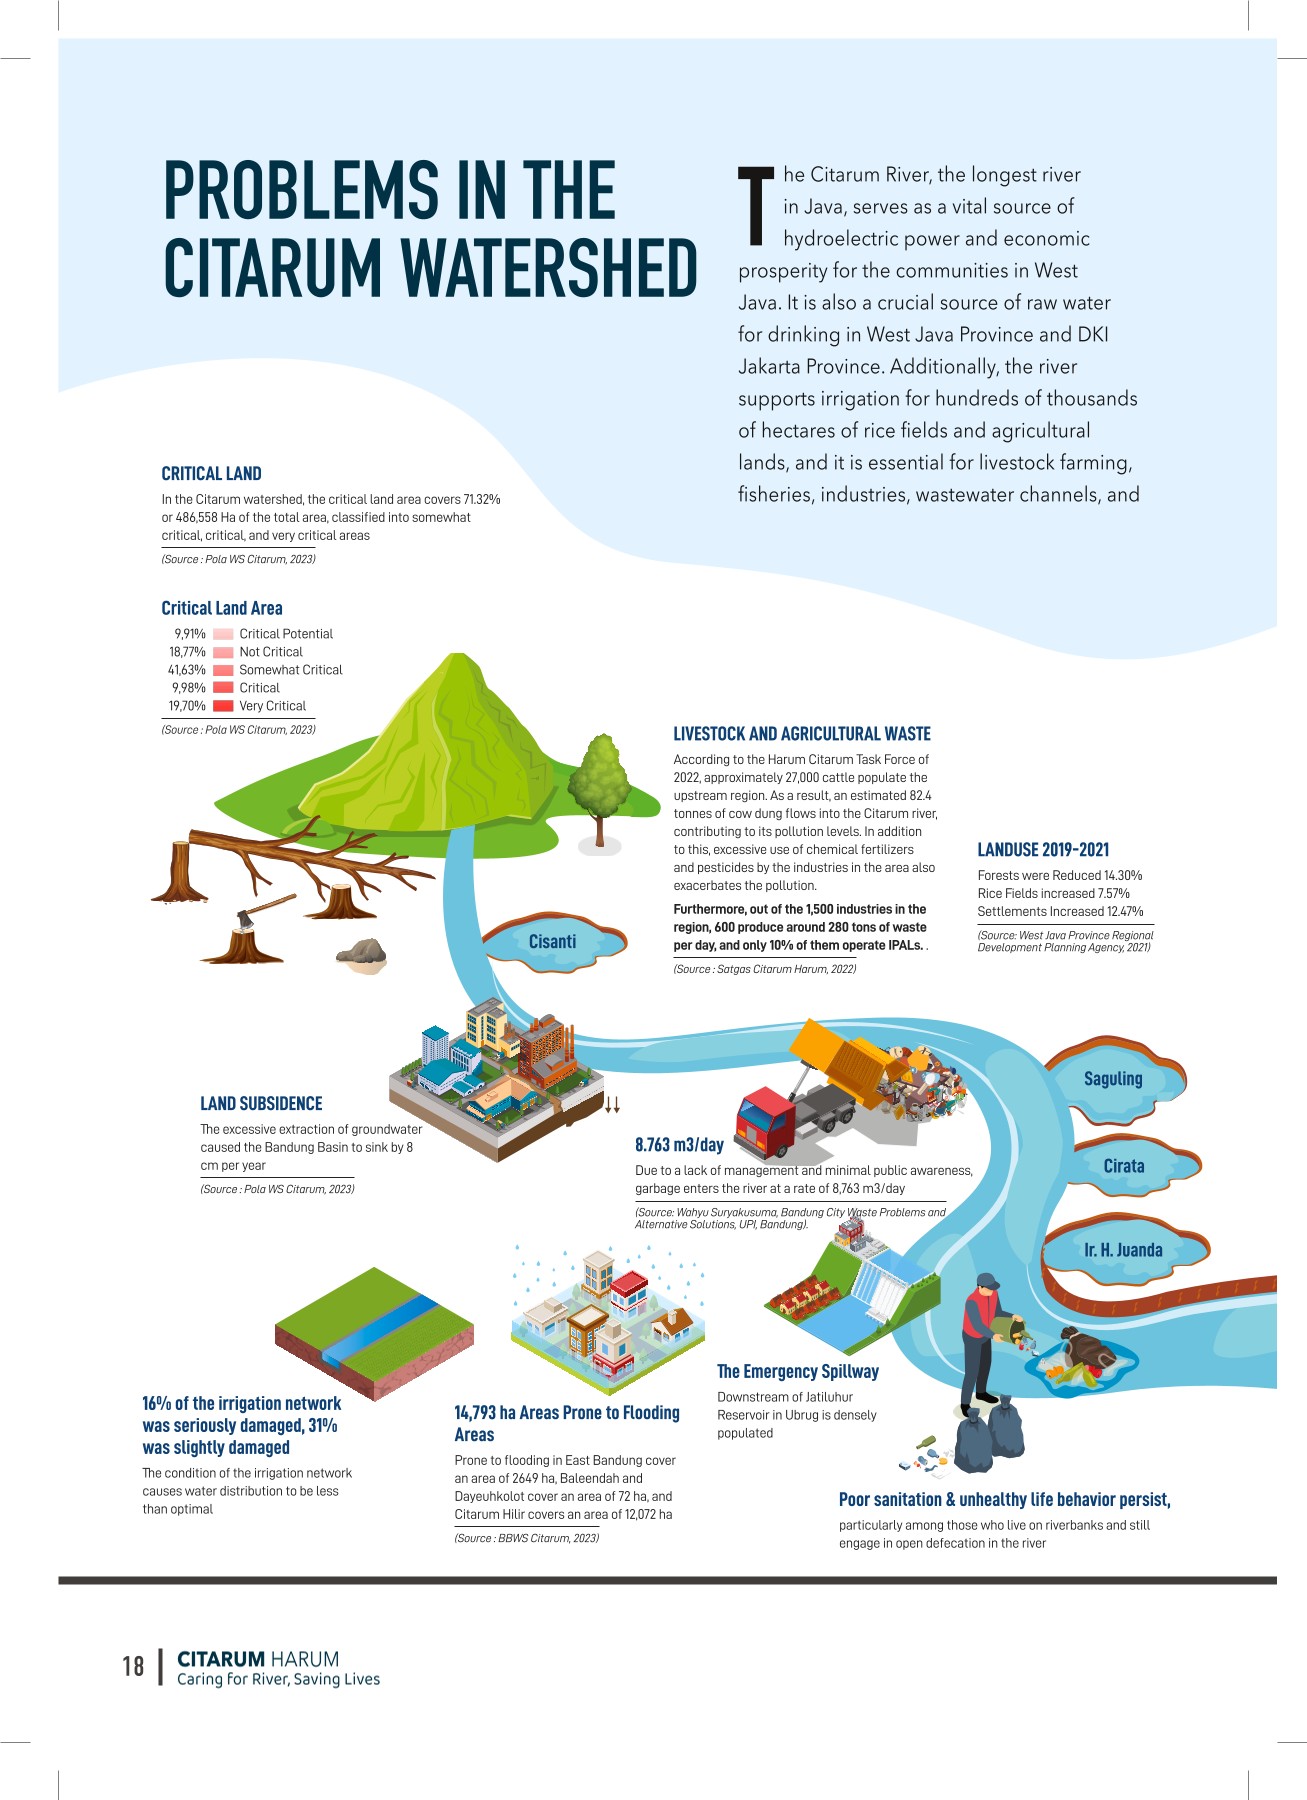 PROBLEMS IN THE
CITARUM WATERSHED
The Citarum River, the longest river
in Java, serves as a vital source of
hydroelectric power and economic
prosperity for the communities in West
Java. It is also a crucial source of raw water
for drinking in West Java Province and DKI
Jakarta Province. Additionally, the river
supports irrigation for hundreds of thousands
of hectares of rice fields and agricultural
lands, and it is essential for livestock farming,
fisheries, industries, wastewater channels, and
CRITICAL LAND
In the Citarum watershed, the critical land area covers 71.32%
or 486,558 Ha of the total area, classified into somewhat
critical, critical, and very critical areas
(Source : Pola WS Citarum, 2023)
Critical Land Area
9,91% Critical Potential
18,77% Not Critical
41,63% Somewhat Critical
9,98% Critical
19,70% Very Critical
(Source : Pola WS Citarum, 2023)
LIVESTOCK AND AGRICULTURAL WASTE
According to the Harum Citarum Task Force of
2022, approximately 27,000 cattle populate the
upstream region. As a result, an estimated 82.4
tonnes of cow dung flows into the Citarum river,
contributing to its pollution levels. In addition
to this, excessive use of chemical fertilizers
and pesticides by the industries in the area also
exacerbates the pollution.
Furthermore, out of the 1,500 industries in the
region, 600 produce around 280 tons of waste
per day, and only 10% of them operate IPALs. .
(Source : Satgas Citarum Harum, 2022)
LANDUSE 2019-2021
Forests were Reduced 14.30%
Rice Fields increased 7.57%
Settlements Increased 12.47%
(Source: West Java Province Regional
Development Planning Agency, 2021)
Cisanti
Saguling
Cirata
Ir. H. Juanda
LAND SUBSIDENCE
The excessive extraction of groundwater
caused the Bandung Basin to sink by 8
cm per year
(Source : Pola WS Citarum, 2023)
8.763 m3/day
Due to a lack of management and minimal public awareness,
garbage enters the river at a rate of 8,763 m3/day
(Source: Wahyu Suryakusuma, Bandung City Waste Problems and
Alternative Solutions, UPI, Bandung).
16% of the irrigation network
was seriously damaged, 31%
was slightly damaged
The condition of the irrigation network
causes water distribution to be less
than optimal
14,793 ha Areas Prone to Flooding
Areas
Prone to flooding in East Bandung cover
an area of 2649 ha, Baleendah and
Dayeuhkolot cover an area of 72 ha, and
Citarum Hilir covers an area of 12,072 ha
(Source : BBWS Citarum, 2023)
The Emergency Spillway
Downstream of Jatiluhur
Reservoir in Ubrug is densely
populated
Poor sanitation & unhealthy life behavior persist,
particularly among those who live on riverbanks and still
engage in open defecation in the river
18
CITARUM HARUM
Caring for River, Saving Lives